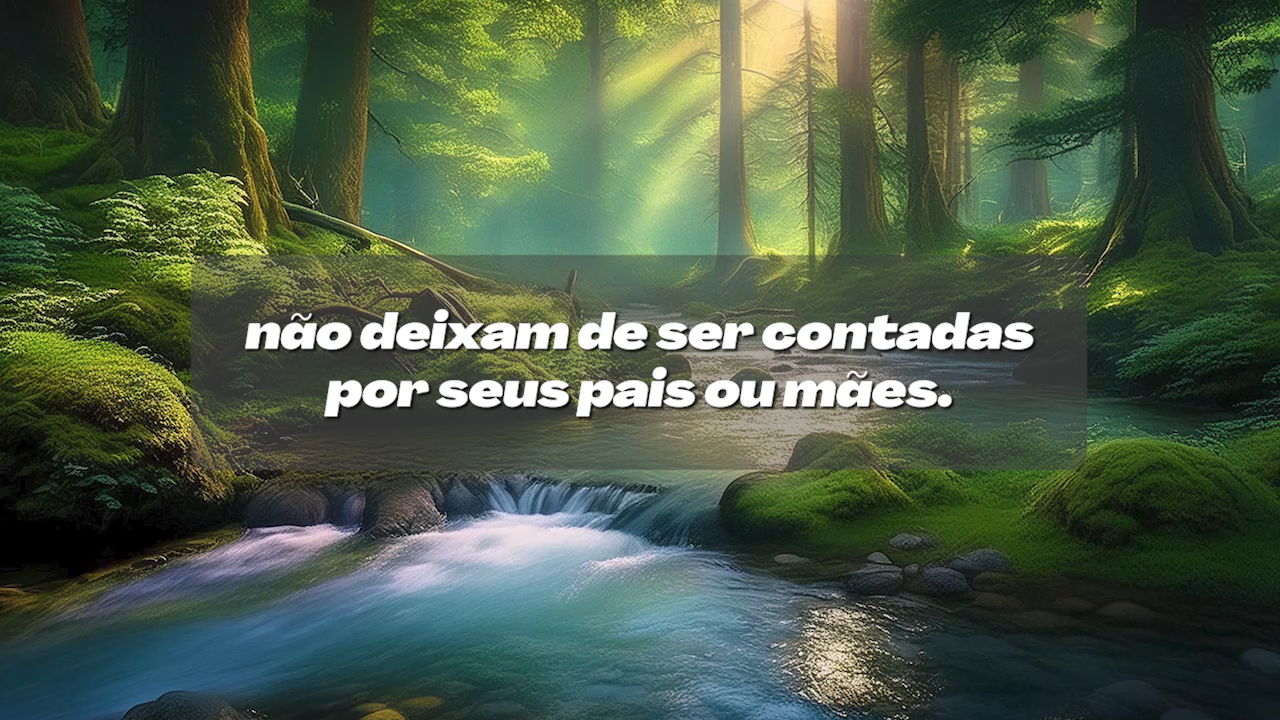 não deixam de ser contadas
por seus pais ou mães.